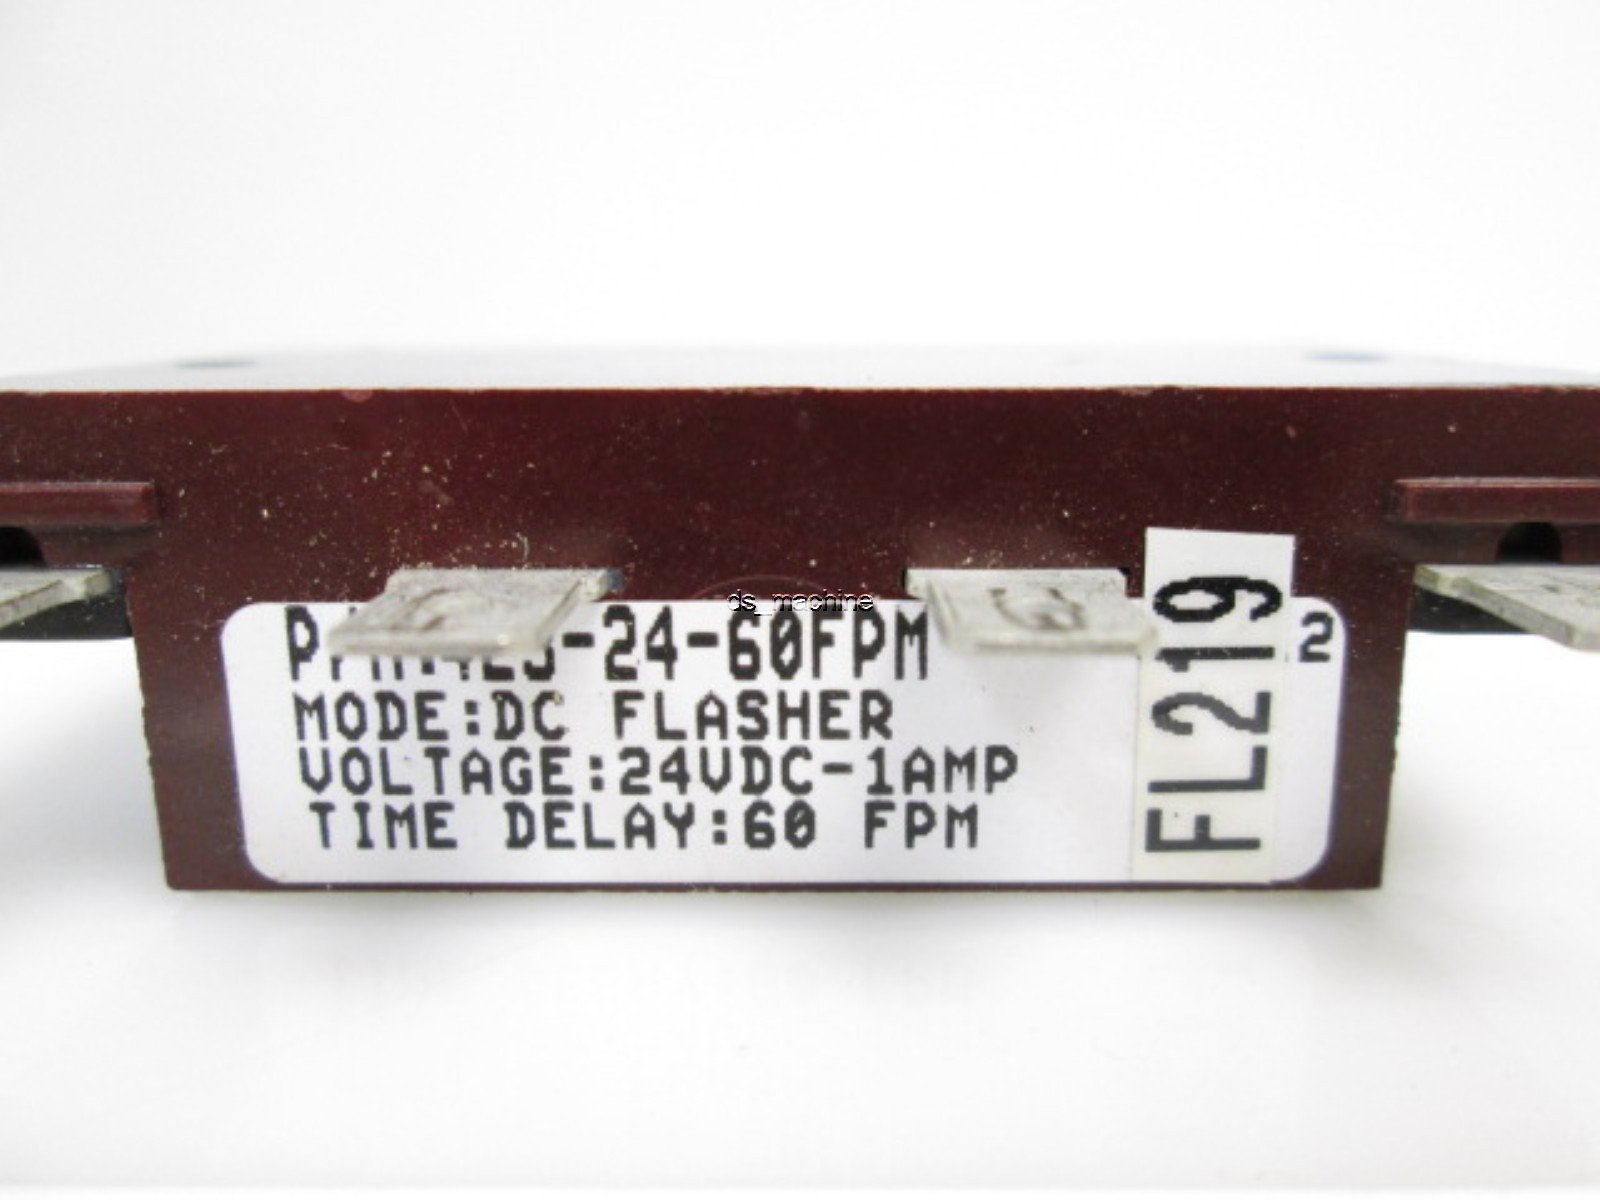 ds_machine
-24-60FPM
MODE:DC FLASHER
VOLTAGE:24VDC-1AMP
TIME DELAY:60 FPM
FL219
2